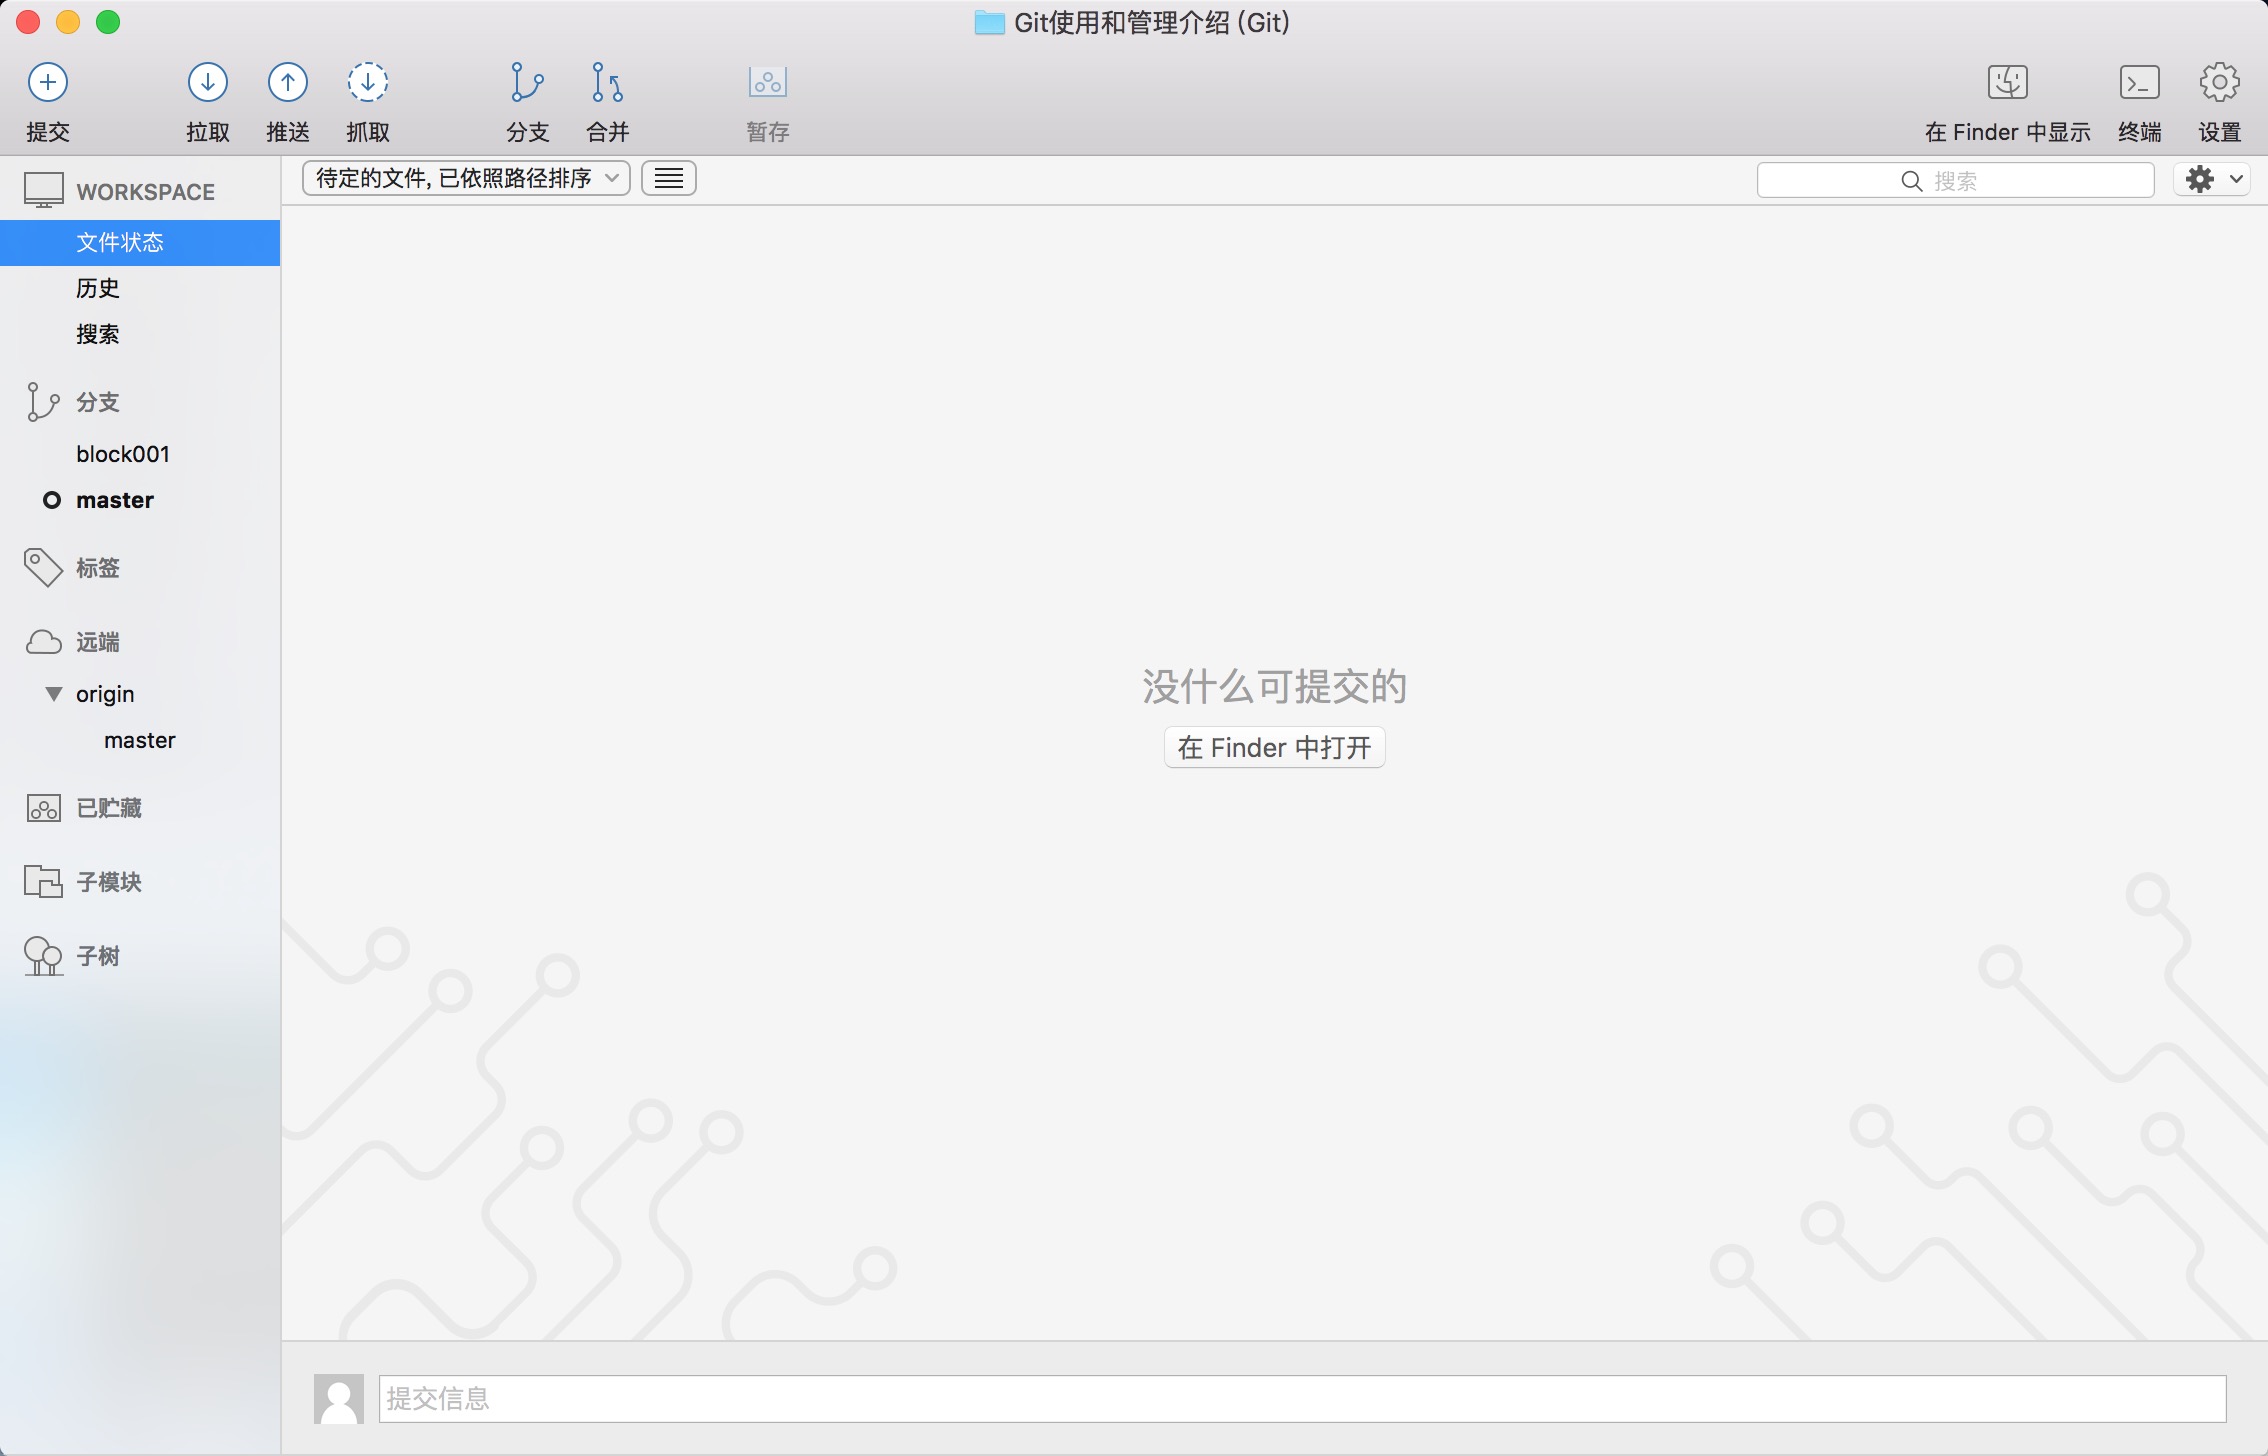 Git使用和管理介绍 (Git)
提交
拉取
推送
抓取
分支
合并
暂存
在 Finder 中显示
终端
设置
WORKSPACE
文件状态
历史
搜索
分支
block001
master
标签
远端
origin
master
已贮藏
子模块
子树
待定的文件, 已依照路径排序
搜索
没什么可提交的
在 Finder 中打开
提交信息